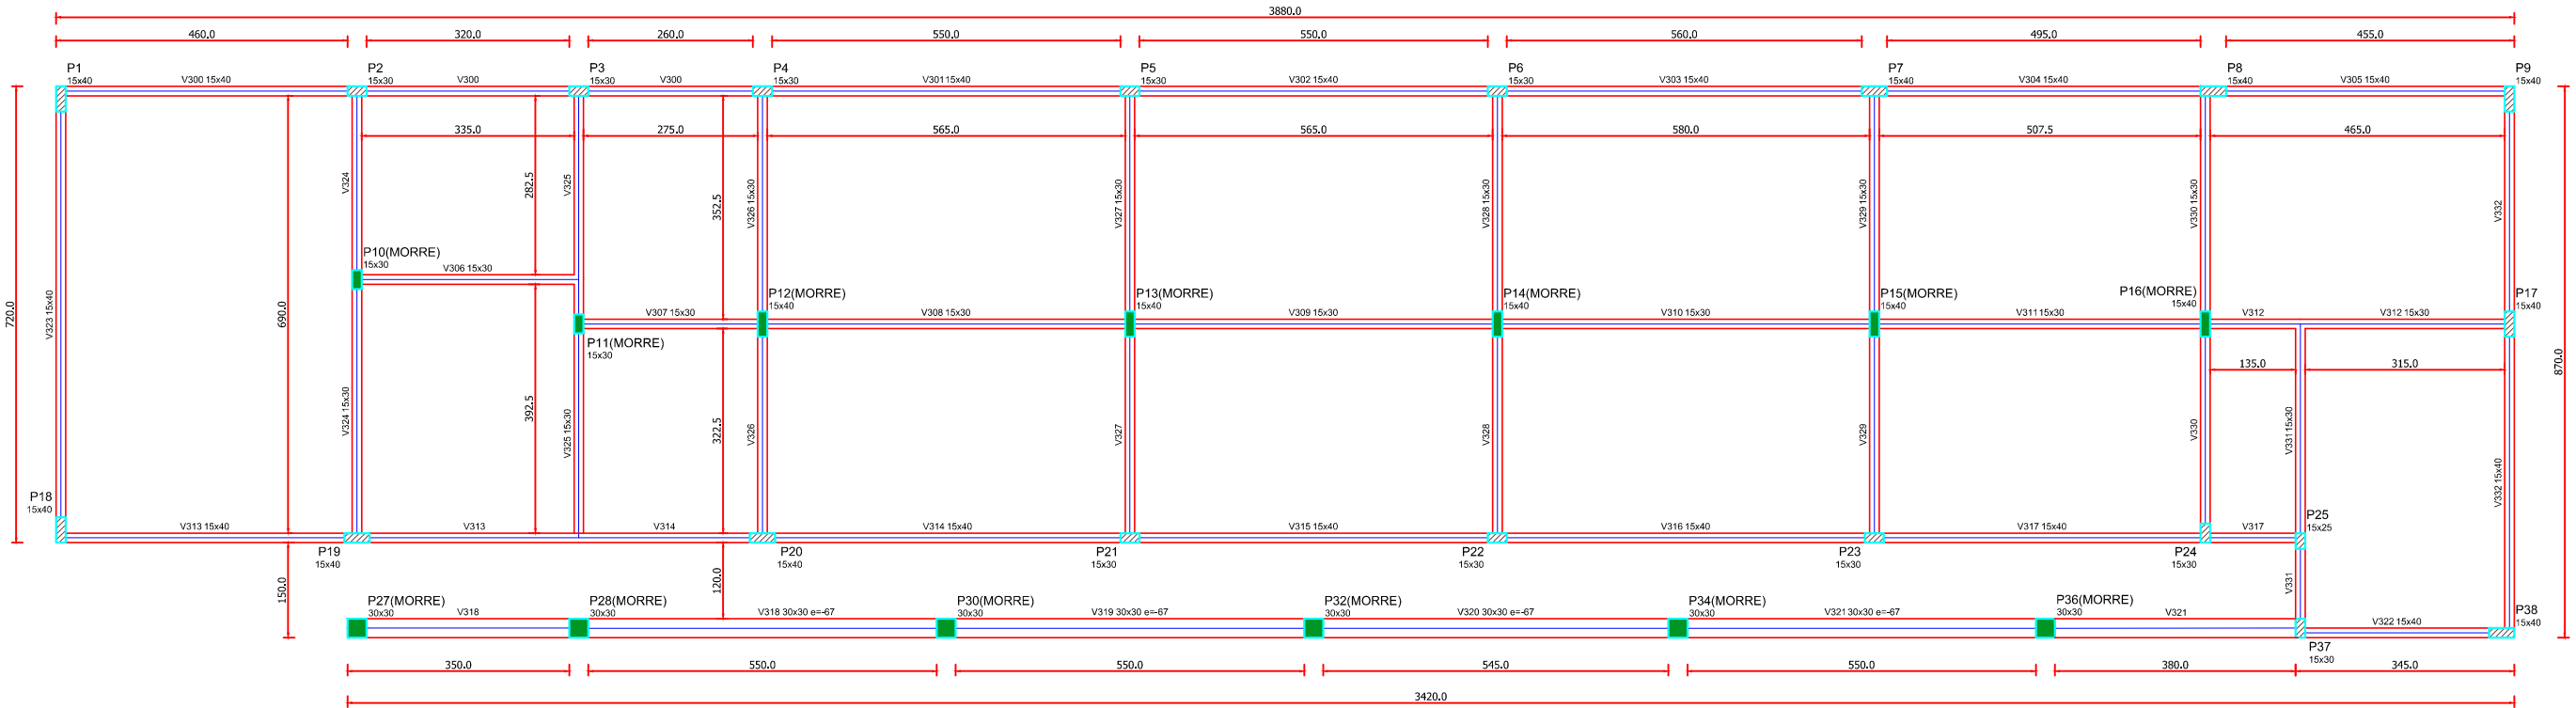 3880.0
460.0
320.0
260.0
550.0
550.0
560.0
495.0
455.0
P1
15x40
V300 15x40
P2
15x30
V300
P3
15x30
V300
P4
15x30
V301 15x40
P5
15x30
V302 15x40
P6
15x30
V303 15x40
P7
15x40
V304 15x40
P8
15x40
V305 15x40
P9
15x40
335.0
275.0
565.0
565.0
580.0
507.5
465.0
V324
282.5
V325
352.5
V326 15x30
V327 15x30
V328 15x30
V329 15x30
V330 15x30
V332
P10(MORRE)
15x30
V306 15x30
720.0
V323 15x40
690.0
P11(MORRE)
15x30
V307 15x30
P12(MORRE)
15x40
V308 15x30
P13(MORRE)
15x40
V309 15x30
P14(MORRE)
15x40
V310 15x30
P15(MORRE)
15x40
V311 15x30
P16(MORRE)
15x40
V312
V312 15x30
P17
15x40
870.0
135.0
315.0
V324 15x30
392.5
V325 15x30
322.5
V326
V327
V328
V329
V330
V331 15x30
V332 15x40
P18
15x40
V313 15x40
P19
15x40
V313
V314
P20
15x40
V314 15x40
P21
15x30
V315 15x40
P22
15x30
V316 15x40
P23
15x30
V317 15x40
P24
15x30
V317
P25
15x25
150.0
120.0
V331
P27(MORRE)
30x30
V318
P28(MORRE)
30x30
V318 30x30 e=-67
P30(MORRE)
30x30
V319 30x30 e=-67
P32(MORRE)
30x30
V320 30x30 e=-67
P34(MORRE)
30x30
V321 30x30 e=-67
P36(MORRE)
30x30
V321
P37
15x30
V322 15x40
P38
15x40
350.0
550.0
550.0
545.0
550.0
380.0
345.0
3420.0